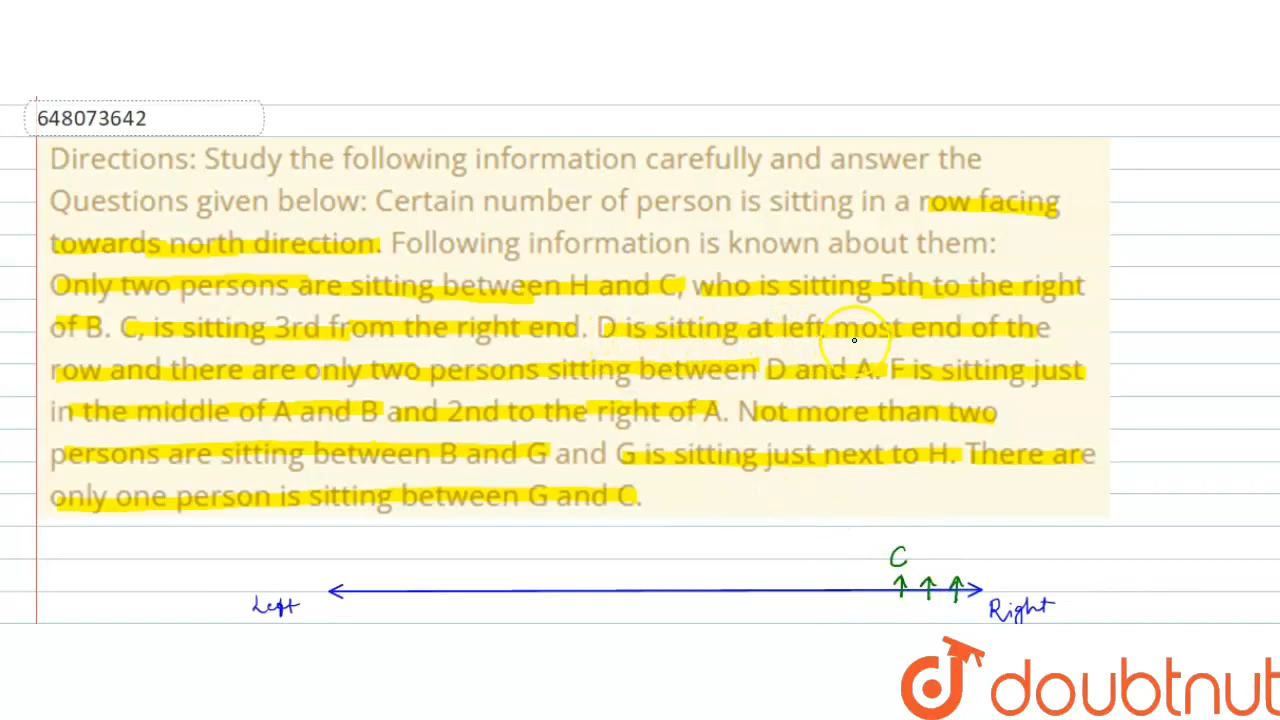 648073642
Directions: Study the following information carefully and answer the
Questions given below: Certain number of person is sitting in a row facing
towards north direction. Following information is known about them:
Only two persons are sitting between H and C, who is sitting 5th to the right
of B. C, is sitting 3rd from the right end. D is sitting at left most end of the
row and there are only two persons sitting between D and A. F is sitting just
in the middle of A and B and 2nd to the right of A. Not more than two
persons are sitting between B and G and G is sitting just next to H. There are
only one person is sitting between G and C.
C
Left
Right
doubtnut